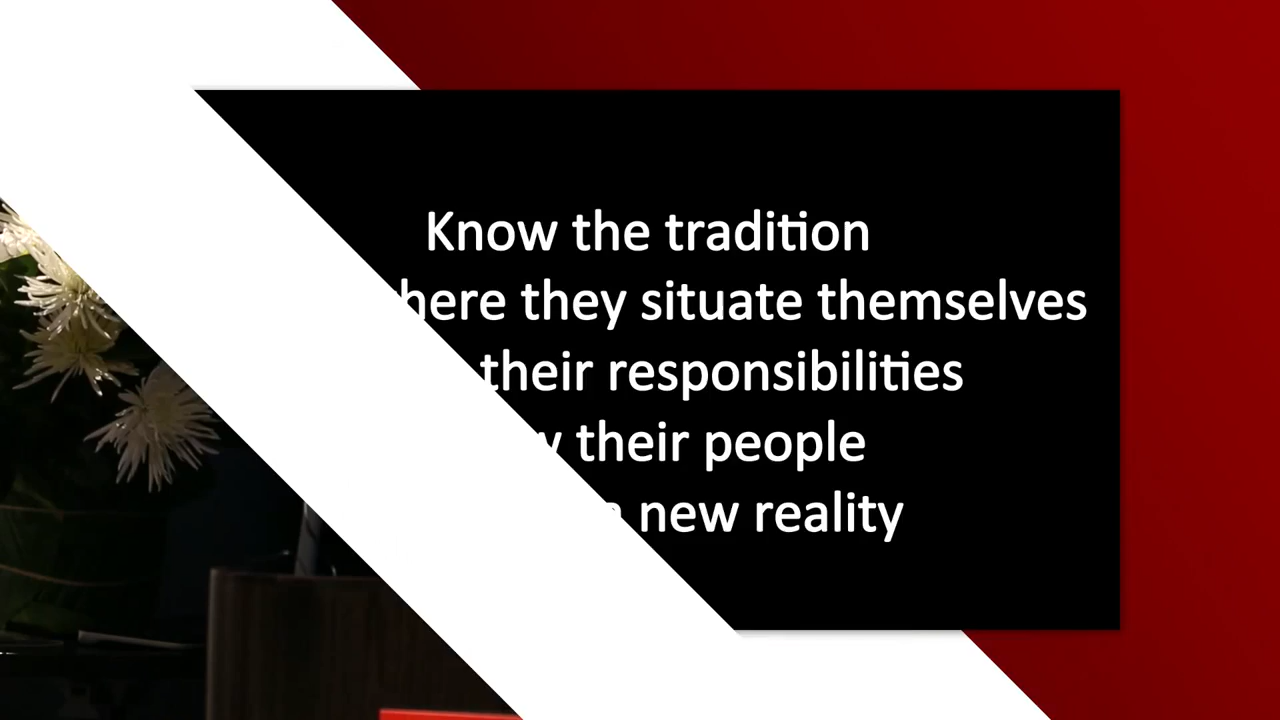 Know the tradition
here they situate themselves
their responsibilities
their people
new reality